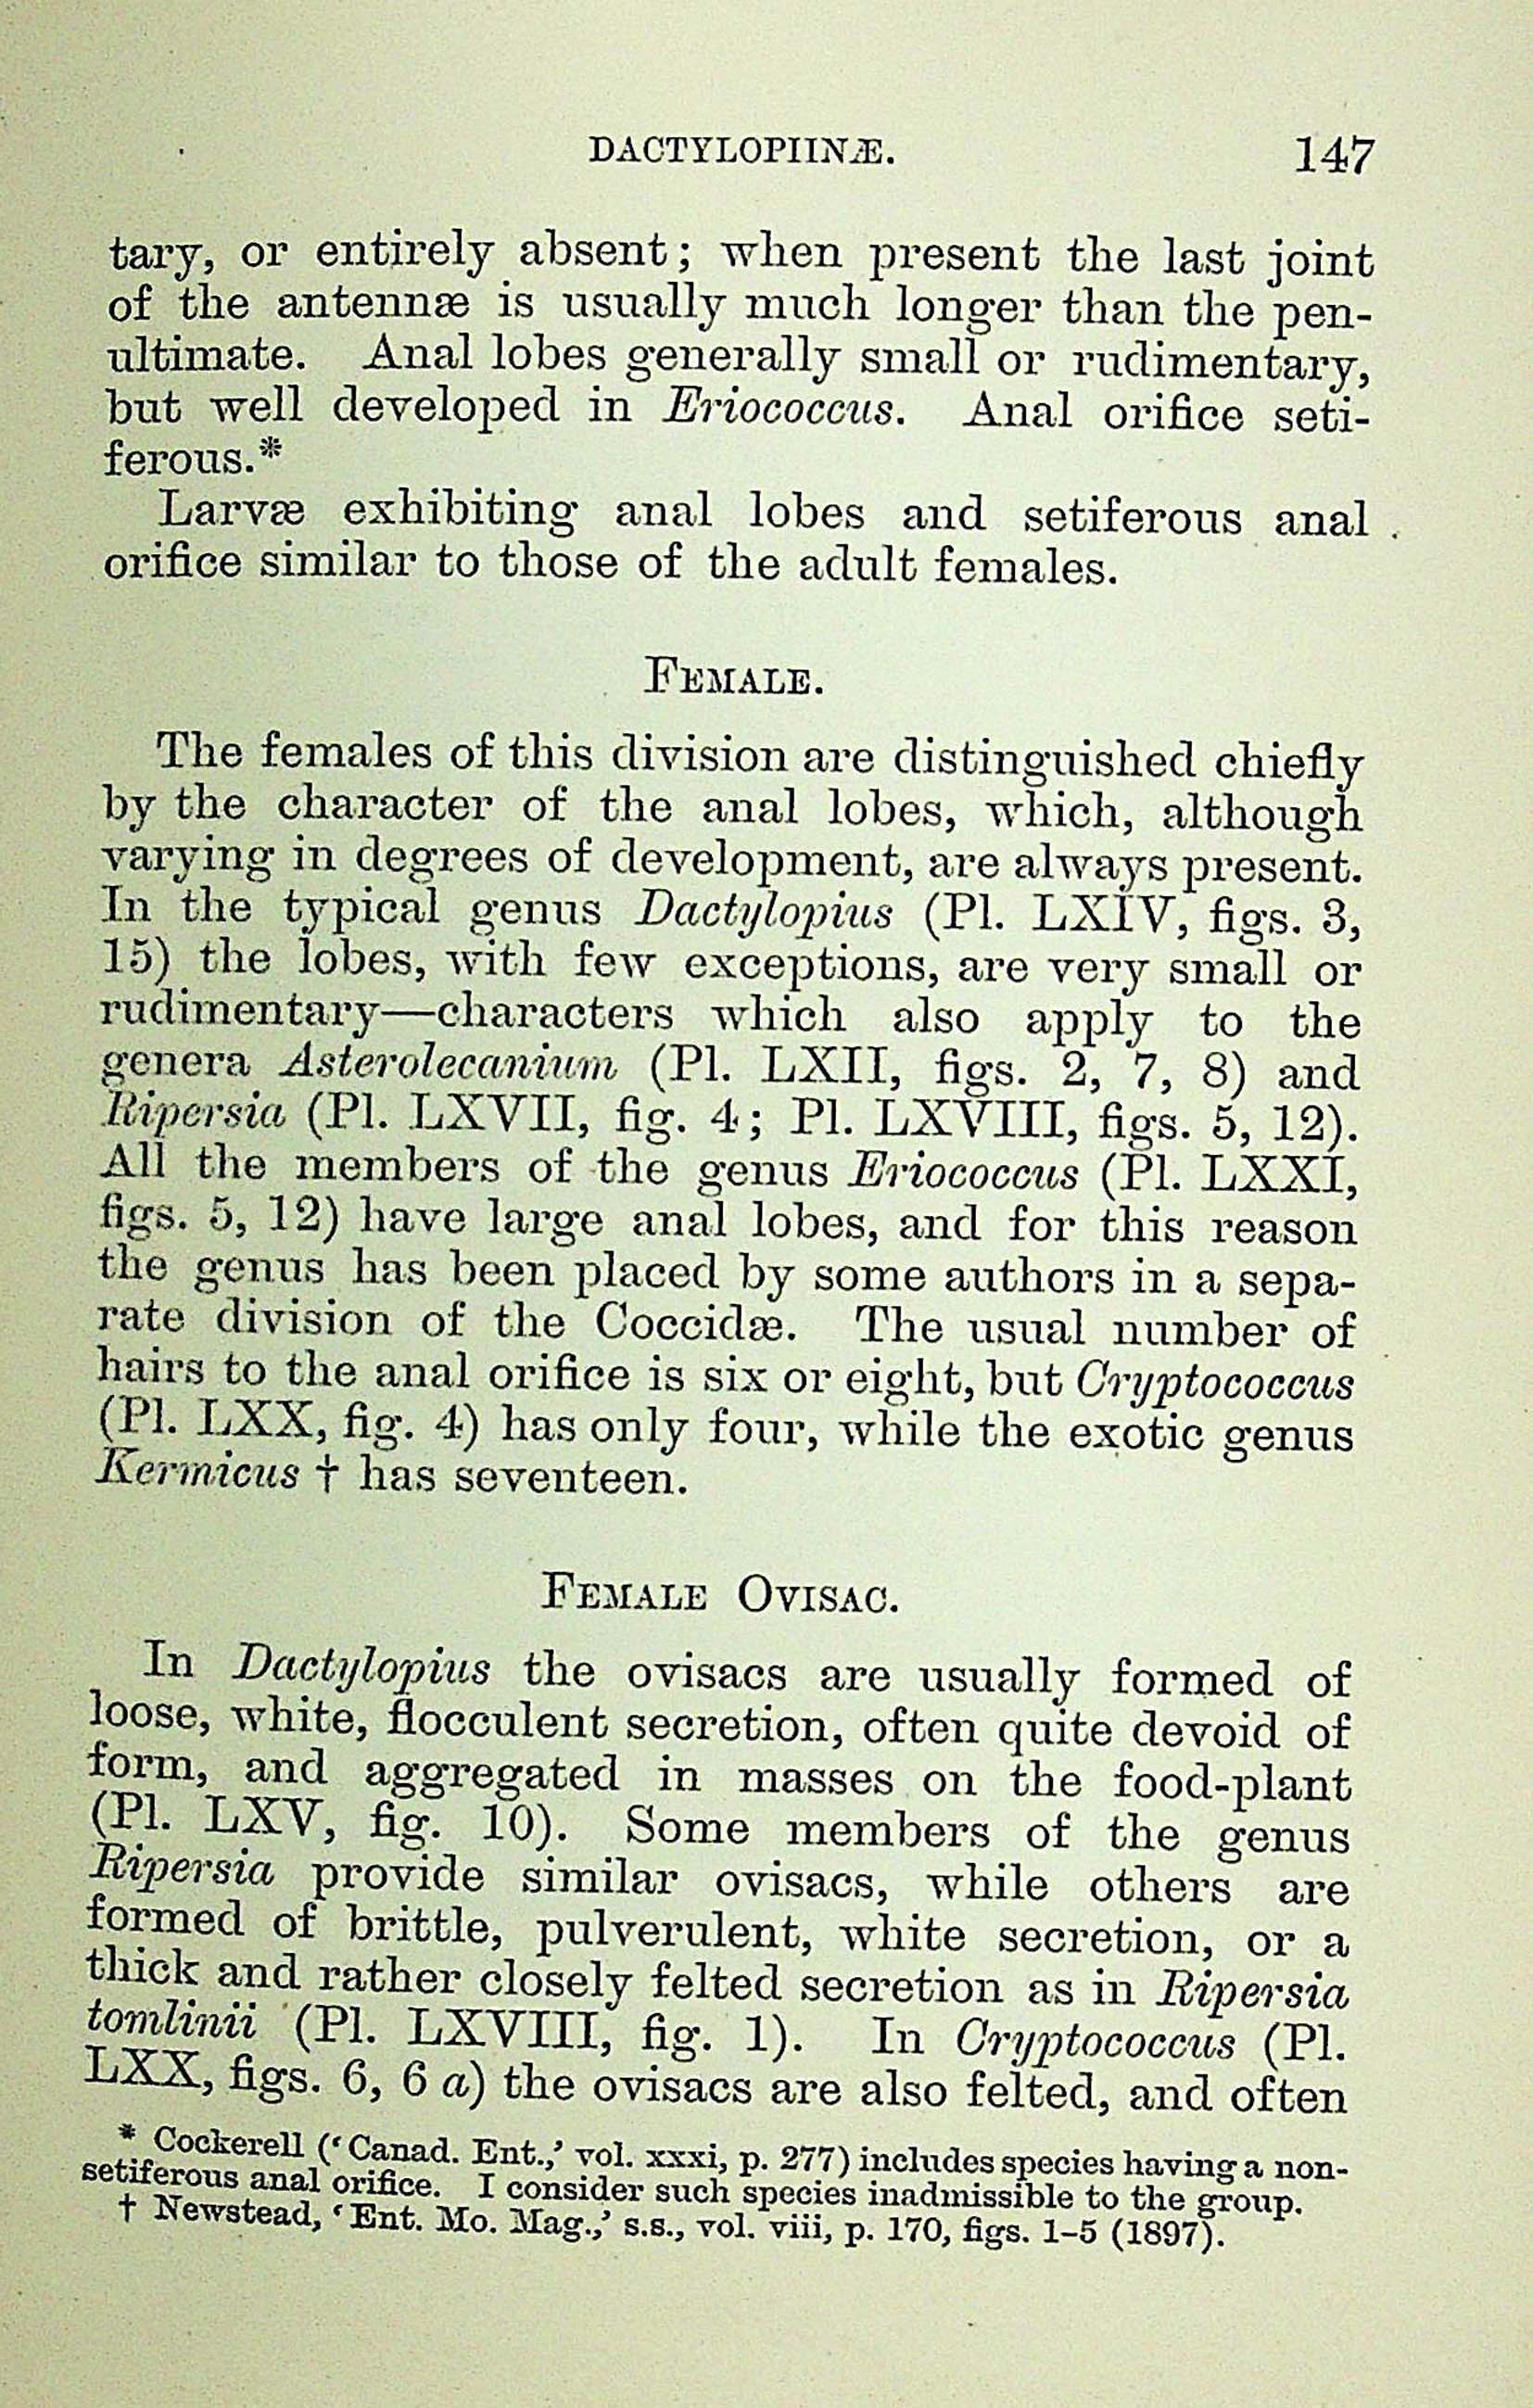 DACTYLOPIINÆ. 147
tary, or entirely absent; when present the last joint
of the antennæ is usually much longer than the pen-
ultimate. Anal lobes generally small or rudimentary,
but well developed in Eriococcus. Anal orifice seti-
ferous.*
Larvæ exhibiting anal lobes and setiferous anal
orifice similar to those of the adult females.
FEMALE.
The females of this division are distinguished chiefly
by the character of the anal lobes, which, although
varying in degrees of development, are always present.
In the typical genus Dactylopius (Pl. LXIV, figs. 3,
15) the lobes, with few exceptions, are very small or
rudimentary—characters which also apply to the
genera Asterolecanium (Pl. LXII, figs. 2, 7, 8) and
Ripersia (Pl. LXVII, fig. 4; Pl. LXVIII, figs. 5, 12).
All the members of the genus Eriococcus (Pl. LXXI,
figs. 5, 12) have large anal lobes, and for this reason
the genus has been placed by some authors in a sepa-
rate division of the Coccidæ. The usual number of
hairs to the anal orifice is six or eight, but Cryptococcus
(Pl. LXX, fig. 4) has only four, while the exotic genus
Kermicus † has seventeen.
FEMALE OVISAC.
In Dactylopius the ovisacs are usually formed of
loose, white, flocculent secretion, often quite devoid of
form, and aggregated in masses on the food-plant
(Pl. LXV, fig. 10). Some members of the genus
Ripersia provide similar ovisacs, while others are
formed of brittle, pulverulent, white secretion, or a
thick and rather closely felted secretion as in Ripersia
tomlinii (Pl. LXVIII, fig. 1). In Cryptococcus (Pl.
LXX, figs. 6, 6 a) the ovisacs are also felted, and often
* Cockerell (‘Canad. Ent.,’ vol. xxxi, p. 277) includes species having a non-
setiferous anal orifice. I consider such species inadmissible to the group.
† Newstead, ‘Ent. Mo. Mag.,’ s.s., vol. viii, p. 170, figs. 1–5 (1897).